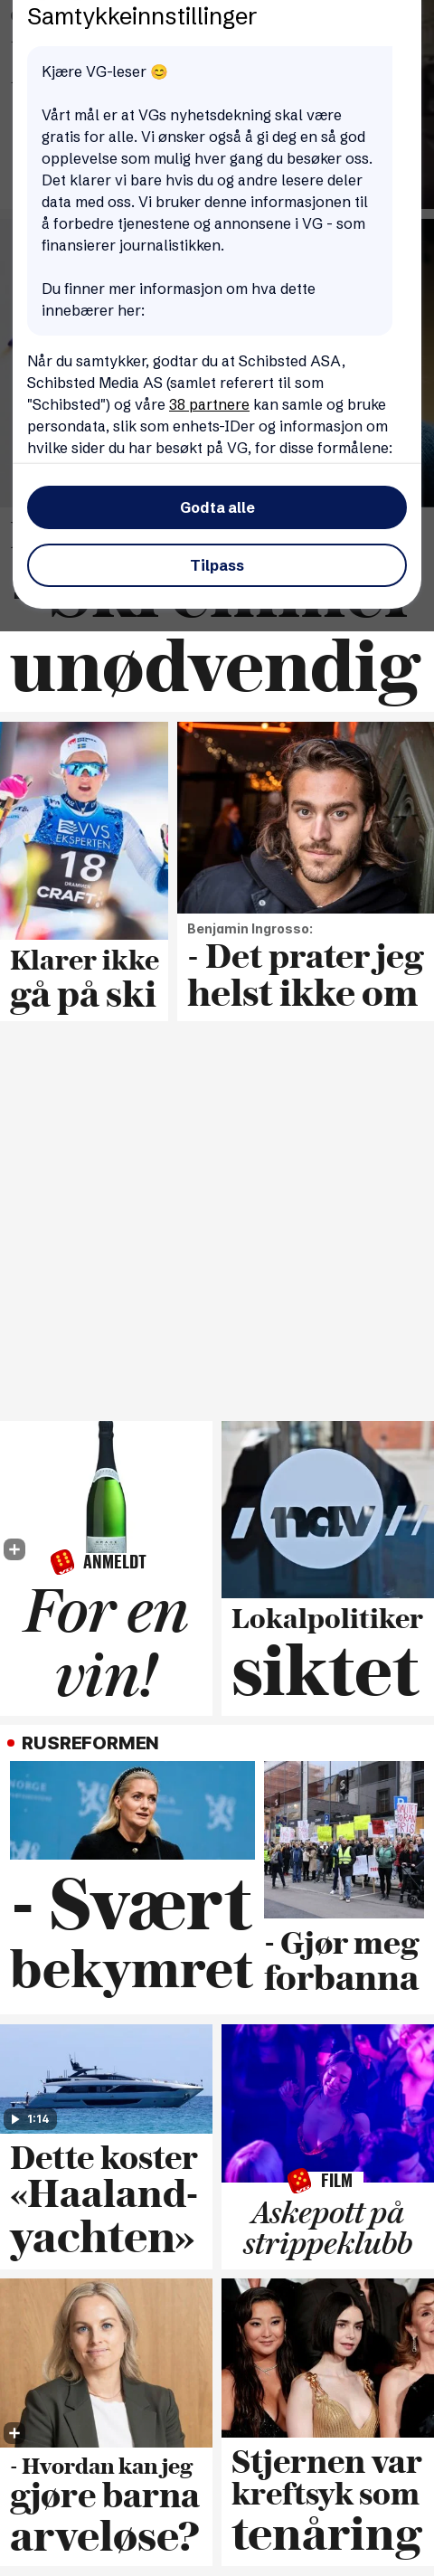 Samtykkeinnstillinger
Kjære VG-leser 😊
Vårt mål er at VGs nyhetsdekning skal være
gratis for alle. Vi ønsker også å gi deg en så god
opplevelse som mulig hver gang du besøker oss.
Det klarer vi bare hvis du og andre lesere deler
data med oss. Vi bruker denne informasjonen til
å forbedre tjenestene og annonsene i VG - som
finansierer journalistikken.
Du finner mer informasjon om hva dette
innebærer her:
Når du samtykker, godtar du at Schibsted ASA,
Schibsted Media AS (samlet referert til som
"Schibsted") og våre 38 partnere kan samle og bruke
persondata, slik som enhets-IDer og informasjon om
hvilke sider du har besøkt på VG, for disse formålene:
Godta alle
Tilpass
unødvendig
VVS
EKSPERTEN
18
DRAMMEN
CRAFT
Klarer ikke
gå på ski
Benjamin Ingrosso:
- Det prater jeg
helst ikke om
ANMELDT
For en
vin!
nav
Lokalpolitiker
siktet
RUSREFORMEN
- Svært
bekymret
- Gjør meg
forbanna
1:14
Dette koster
«Haaland-
yachten»
FILM
Askepott på
strippeklubb
- Hvordan kan jeg
gjøre barna
arveløse?
Stjernen var
kreftsyk som
tenåring